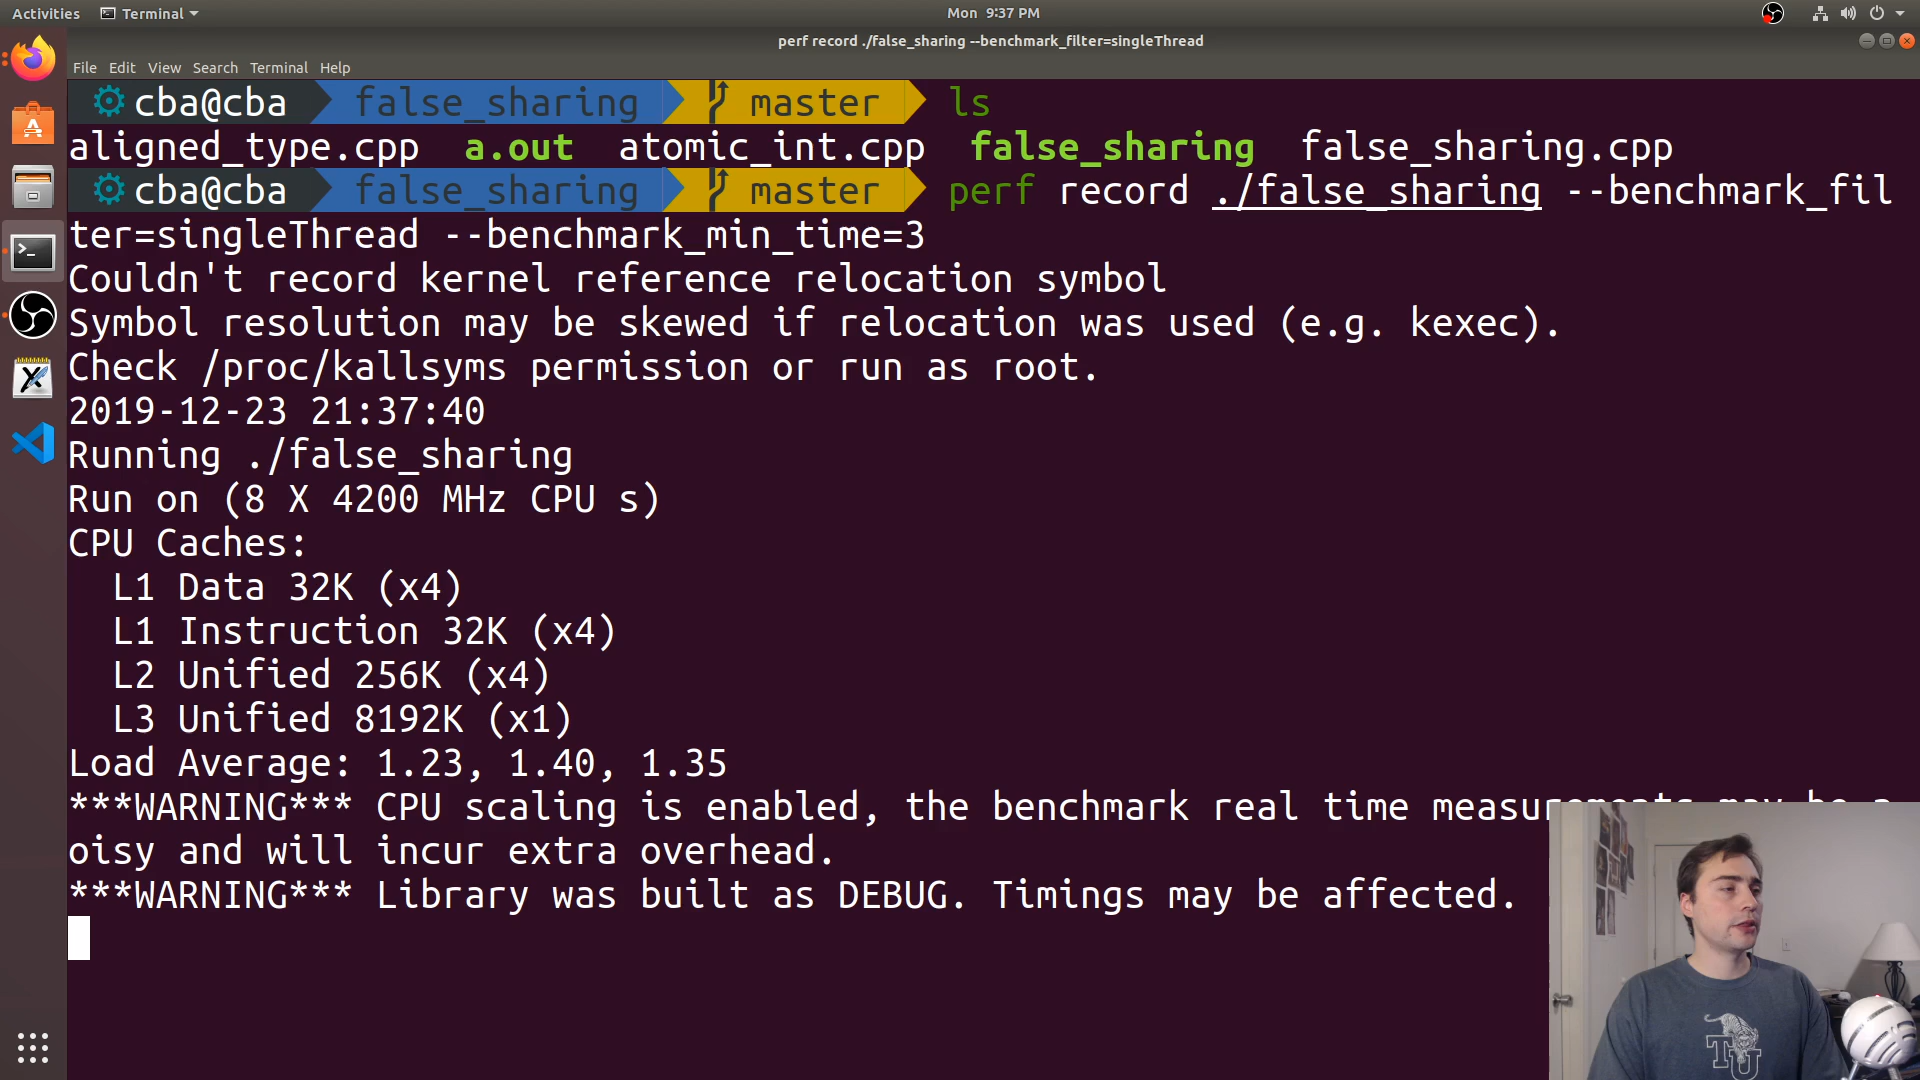 Activities Terminal Mon 9:37 PM
perf record ./false_sharing --benchmark_filter=singleThread
File Edit View Search Terminal Help
cba@cba false_sharing master ls
aligned_type.cpp a.out atomic_int.cpp false_sharing false_sharing.cpp
cba@cba false_sharing master perf record ./false_sharing --benchmark_fil
ter=singleThread --benchmark_min_time=3
Couldn't record kernel reference relocation symbol
Symbol resolution may be skewed if relocation was used (e.g. kexec).
Check /proc/kallsyms permission or run as root.
2019-12-23 21:37:40
Running ./false_sharing
Run on (8 X 4200 MHz CPU s)
CPU Caches:
L1 Data 32K (x4)
L1 Instruction 32K (x4)
L2 Unified 256K (x4)
L3 Unified 8192K (x1)
Load Average: 1.23, 1.40, 1.35
***WARNING*** CPU scaling is enabled, the benchmark real time measurements may be
oisy and will incur extra overhead.
***WARNING*** Library was built as DEBUG. Timings may be affected.
TU